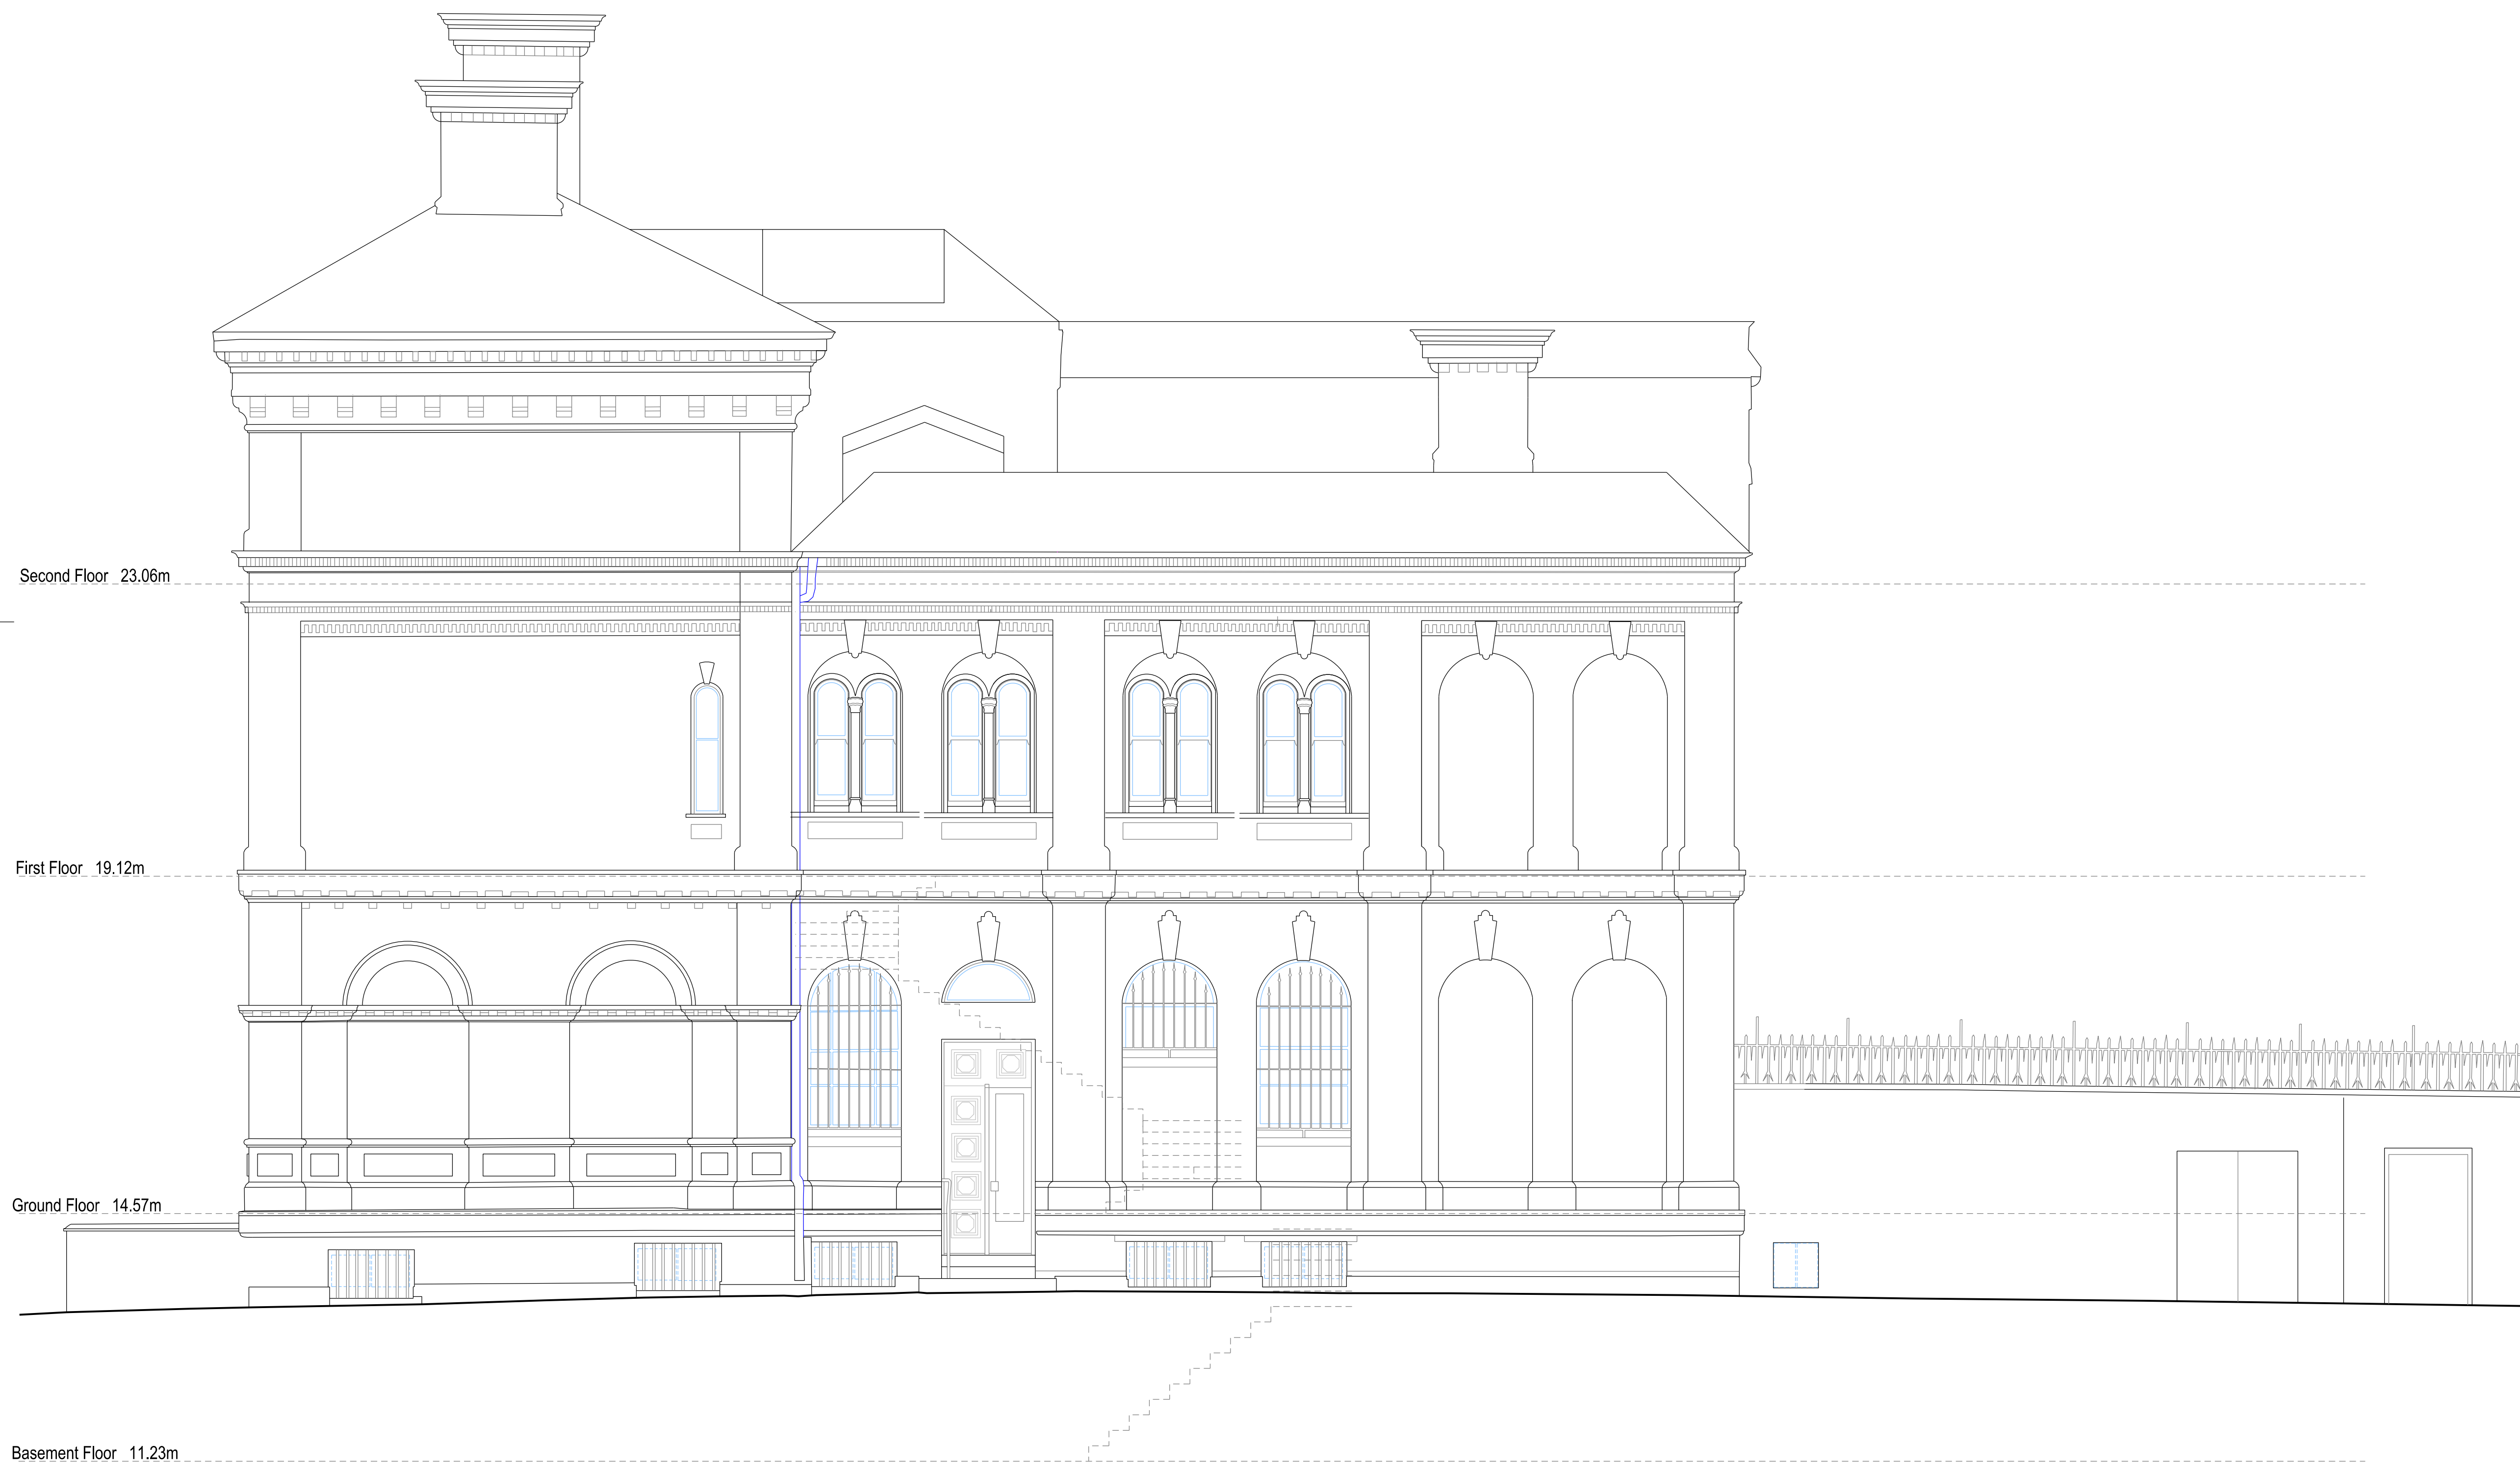 Second Floor 23.06m
First Floor 19.12m
Ground Floor 14.57m
Basement Floor 11.23m